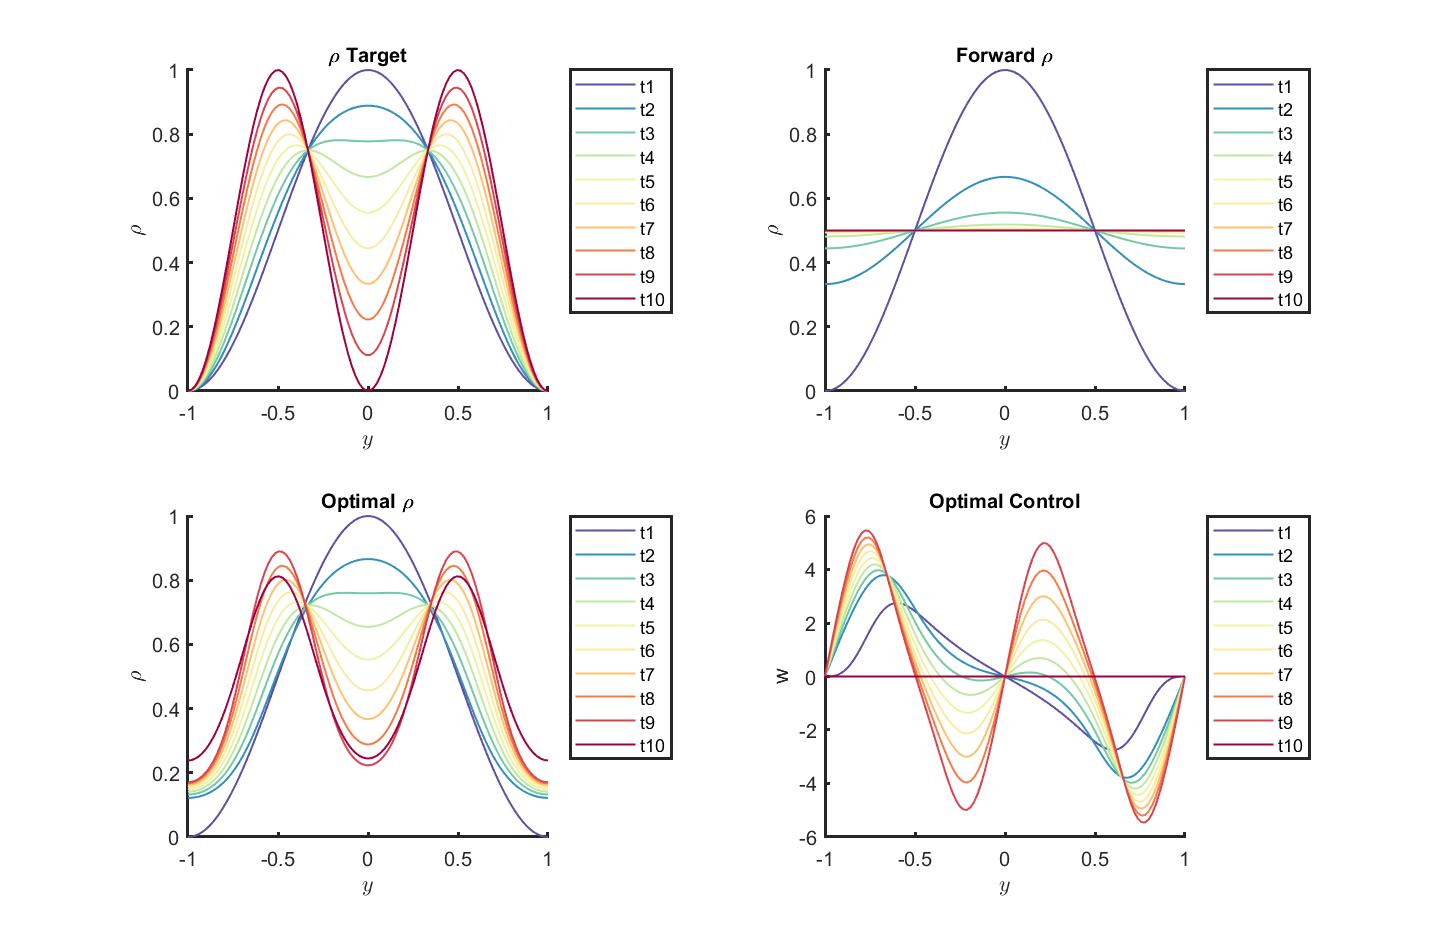 ρ Target
1
0.8
0.6
0.4
0.2
0
ρ
-1
-0.5
0
0.5
1
y
t1
t2
t3
t4
t5
t6
t7
t8
t9
t10
Forward ρ
1
0.8
0.6
0.4
0.2
0
ρ
-1
-0.5
0
0.5
1
y
t1
t2
t3
t4
t5
t6
t7
t8
t9
t10
Optimal ρ
1
0.8
0.6
0.4
0.2
0
ρ
-1
-0.5
0
0.5
1
y
t1
t2
t3
t4
t5
t6
t7
t8
t9
t10
Optimal Control
6
4
2
0
-2
-4
-6
w
-1
-0.5
0
0.5
1
y
t1
t2
t3
t4
t5
t6
t7
t8
t9
t10